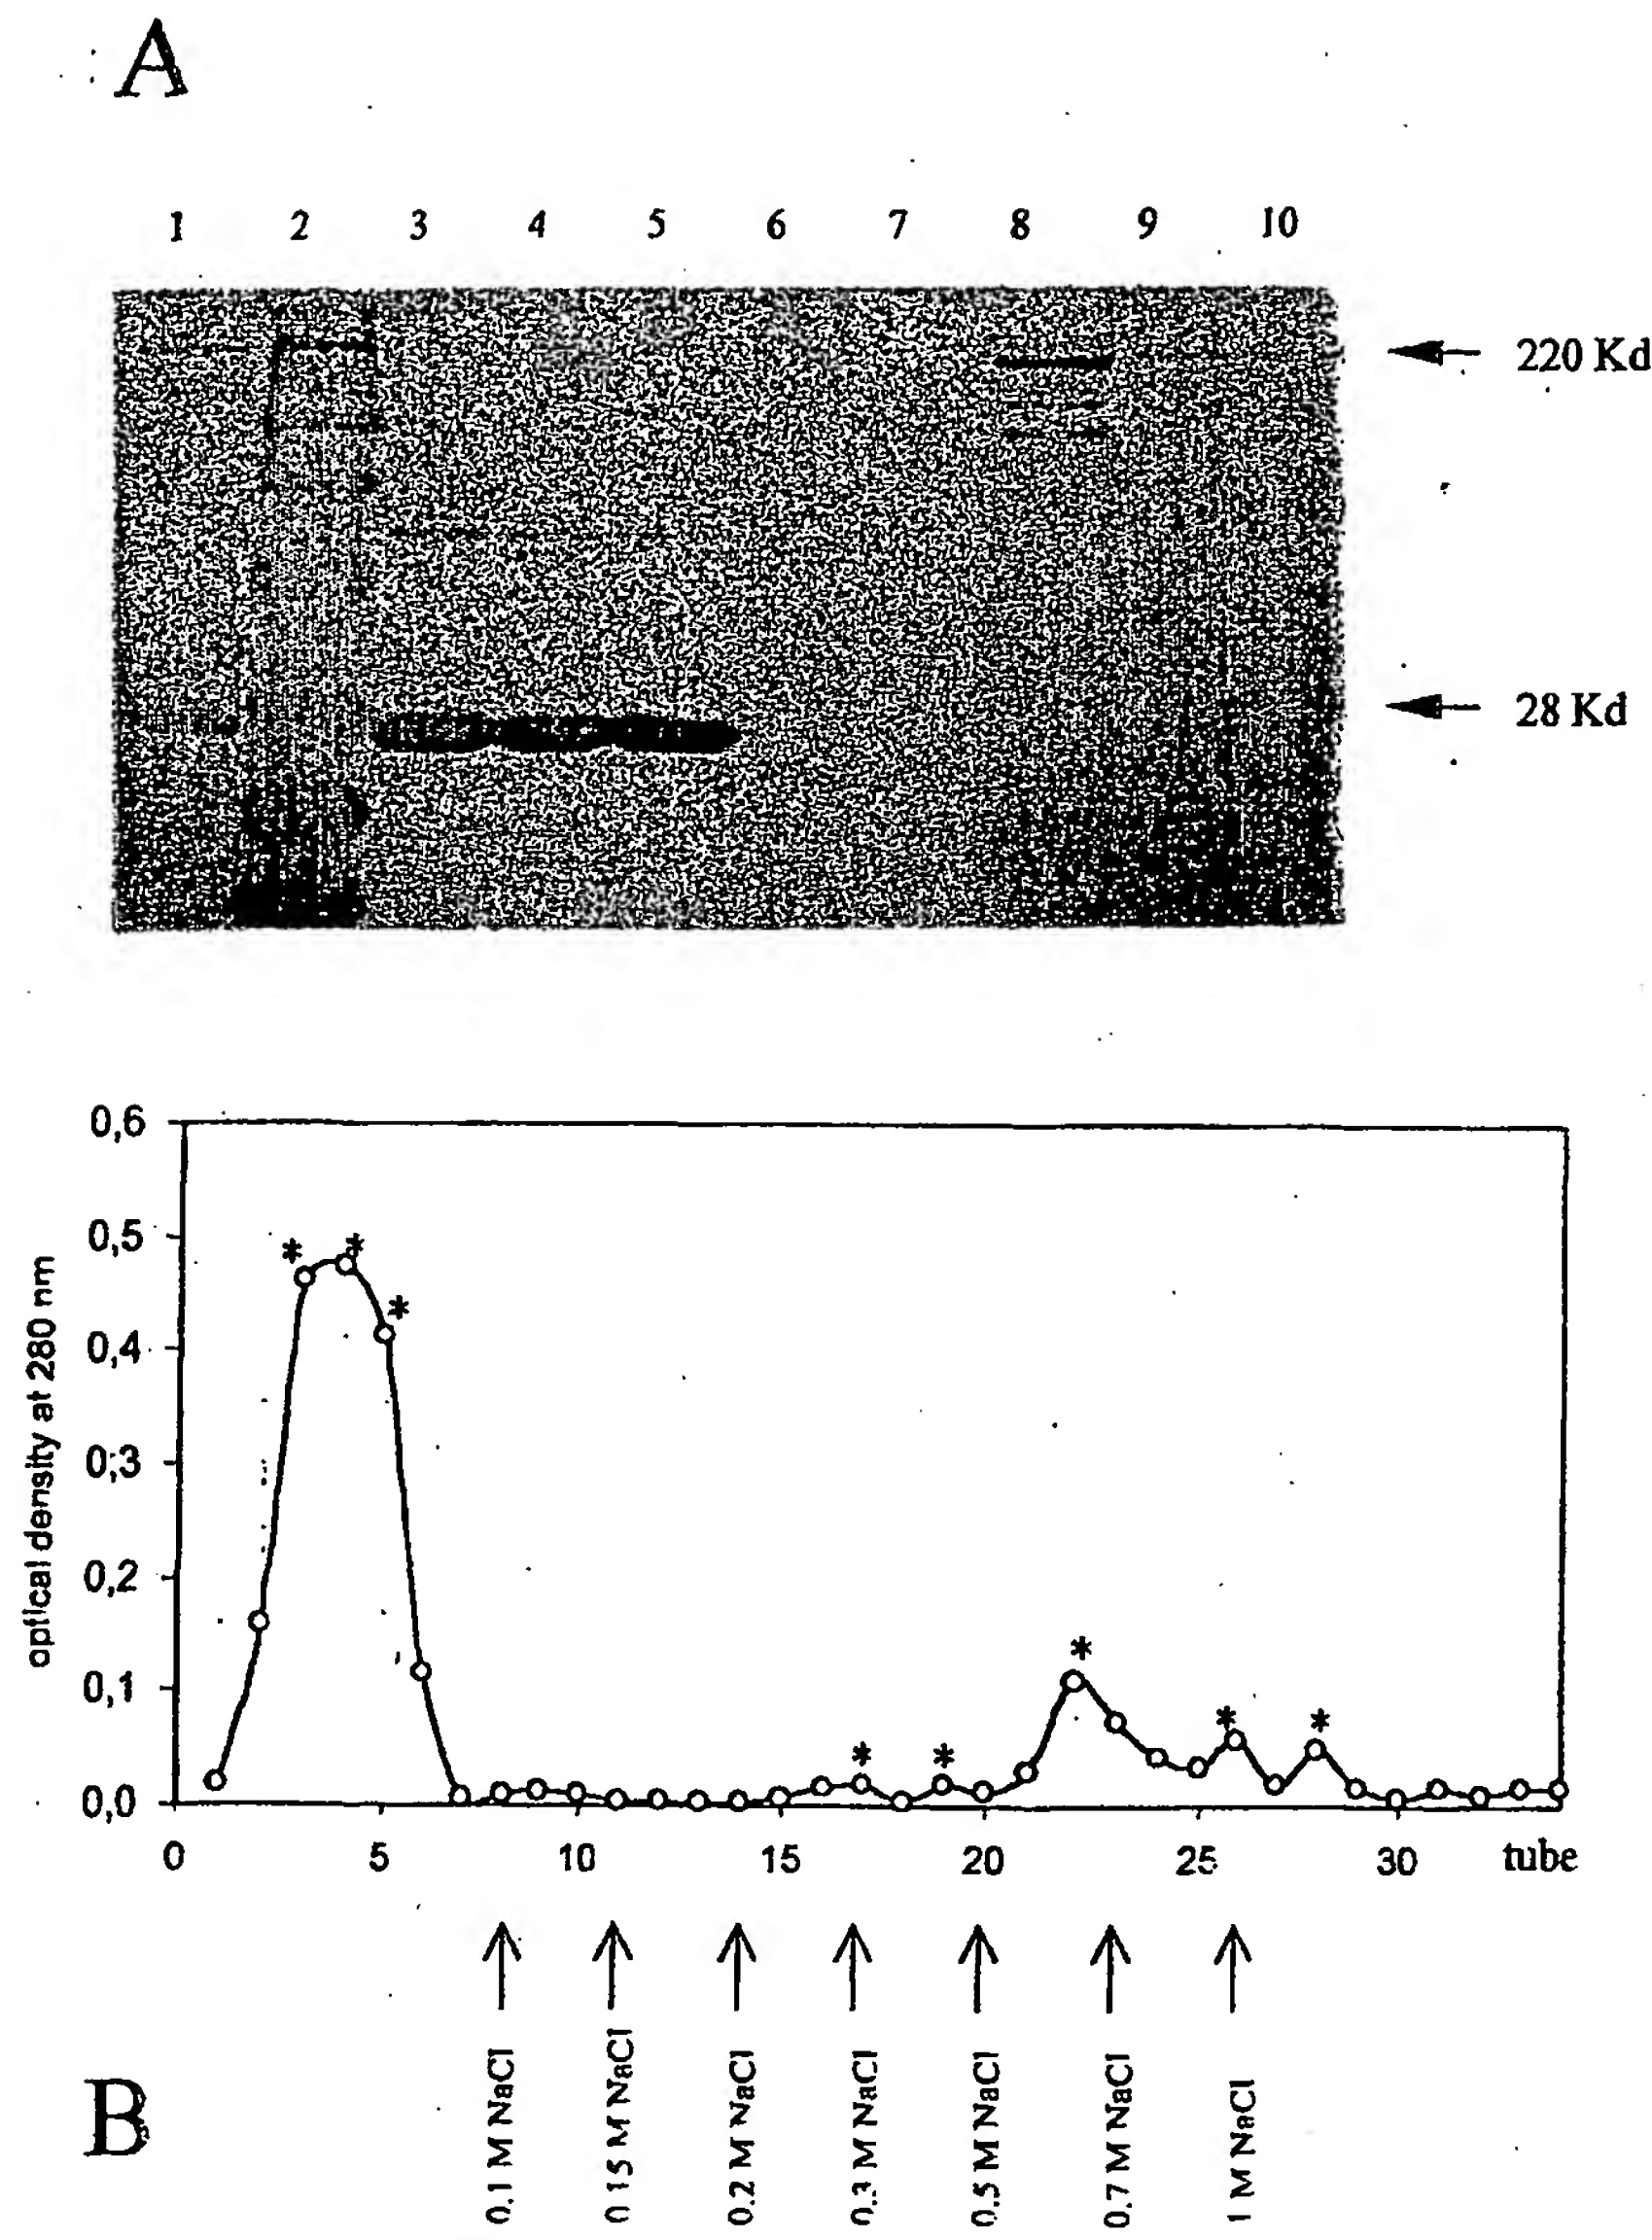 A
1 2 3 4 5 6 7 8 9 10
220 Kd
28 Kd
0,6
0,5
0,4
0,3
0,2
0,1
0,0
optical density at 280 nm
* * * * * * * *
0 5 10 15 20 25 30 tube
0.1 M NaCl
0.15 M NaCl
0.2 M NaCl
0.3 M NaCl
0.5 M NaCl
0.7 M NaCl
1 M NaCl
B